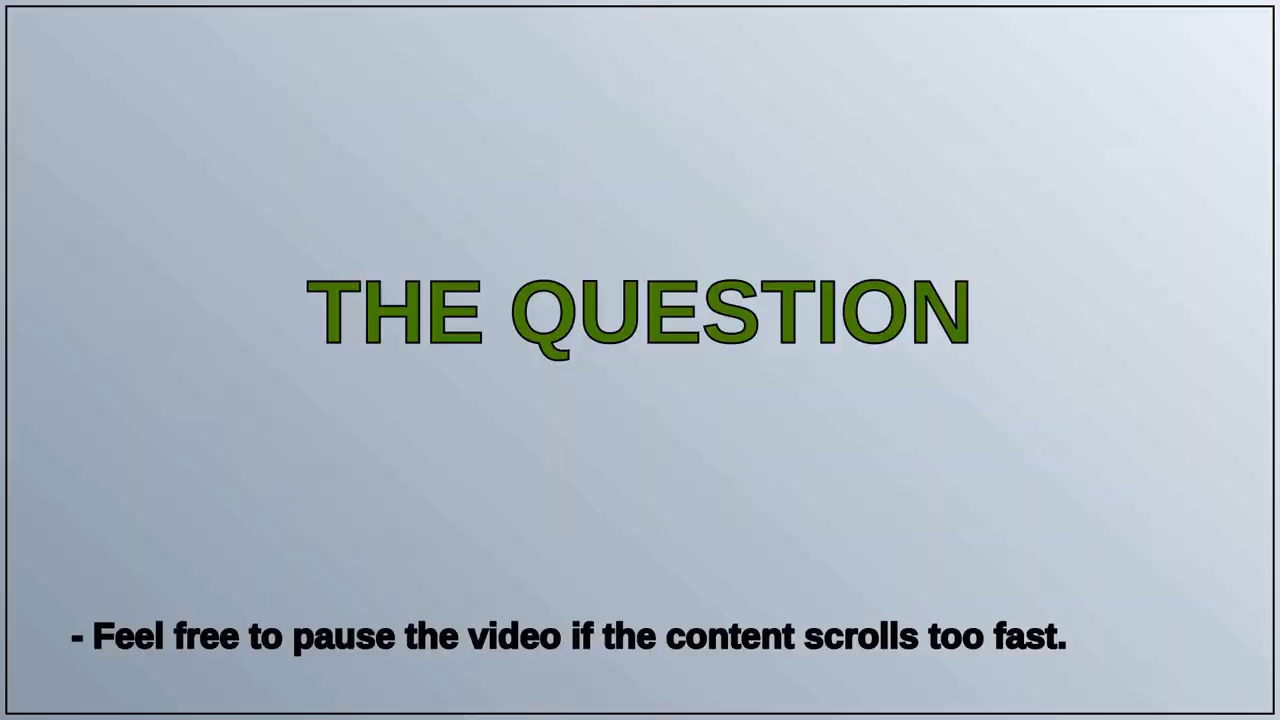 THE QUESTION
- Feel free to pause the video if the content scrolls too fast.